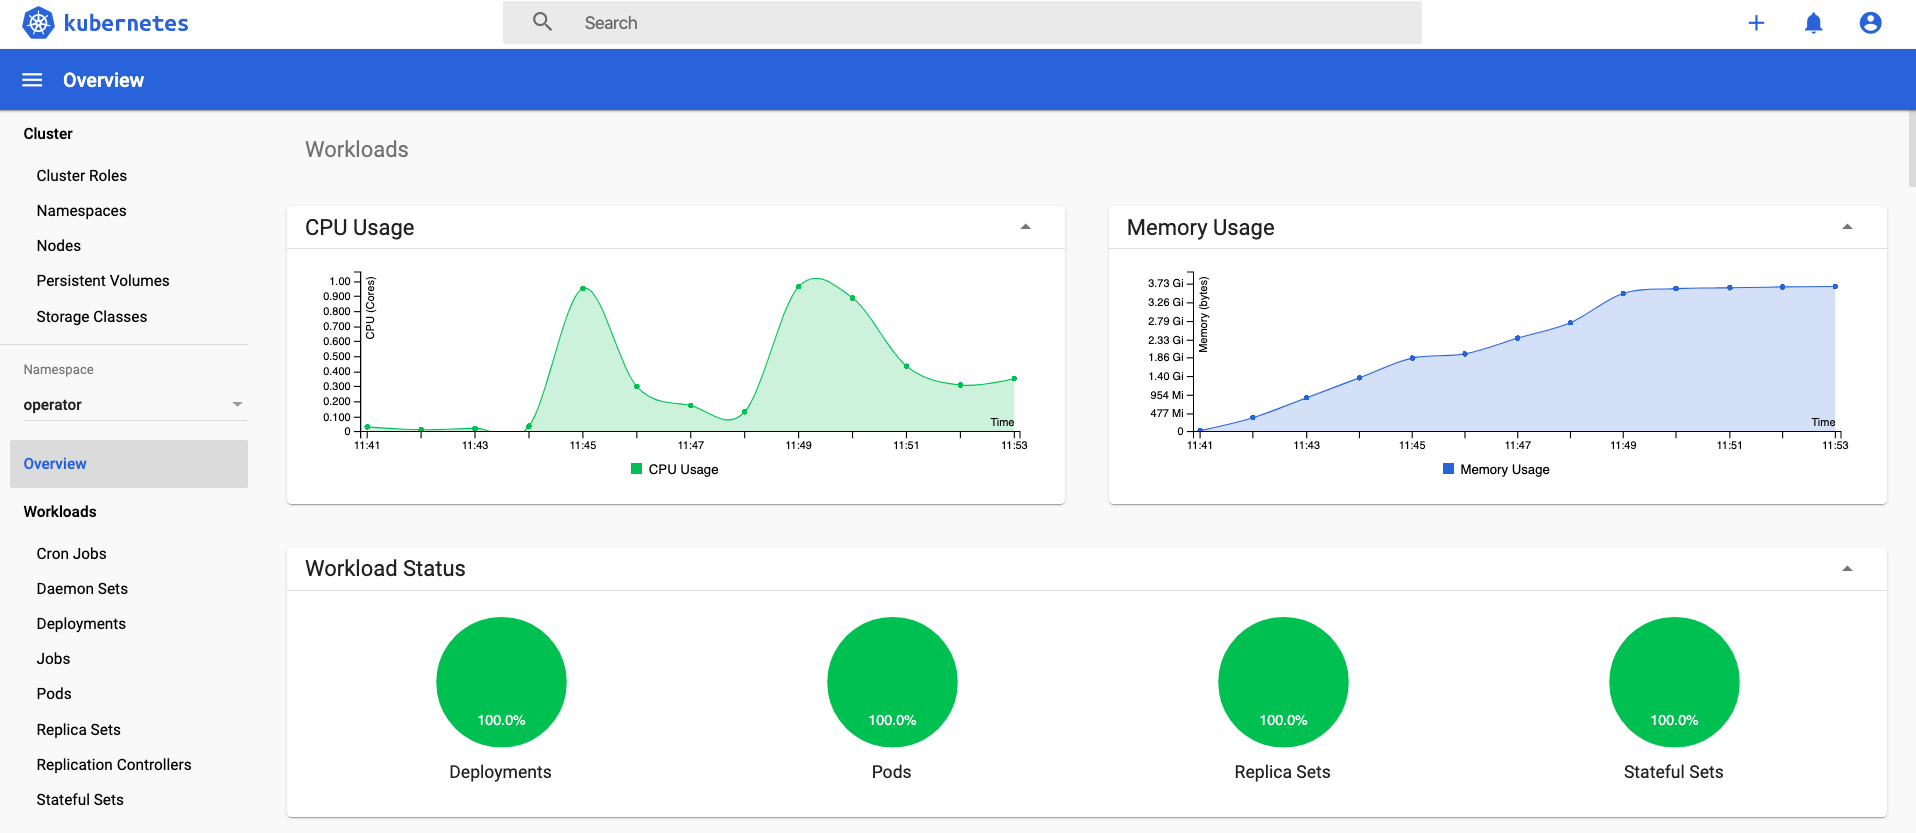 kubernetes
Search
Overview
Cluster
Cluster Roles
Namespaces
Nodes
Persistent Volumes
Storage Classes
Namespace
operator
Overview
Workloads
Cron Jobs
Daemon Sets
Deployments
Jobs
Pods
Replica Sets
Replication Controllers
Stateful Sets
Workloads
CPU Usage
1.00
0.900
0.800
0.700
0.600
0.500
0.400
0.300
0.200
0.100
0
CPU (Cores)
Time
11:41 11:43 11:45 11:47 11:49 11:51 11:53
CPU Usage
Memory Usage
3.73 Gi
3.26 Gi
2.79 Gi
2.33 Gi
1.86 Gi
1.40 Gi
954 Mi
477 Mi
0
Memory (bytes)
Time
11:41 11:43 11:45 11:47 11:49 11:51 11:53
Memory Usage
Workload Status
100.0% 100.0% 100.0% 100.0%
Deployments Pods Replica Sets Stateful Sets